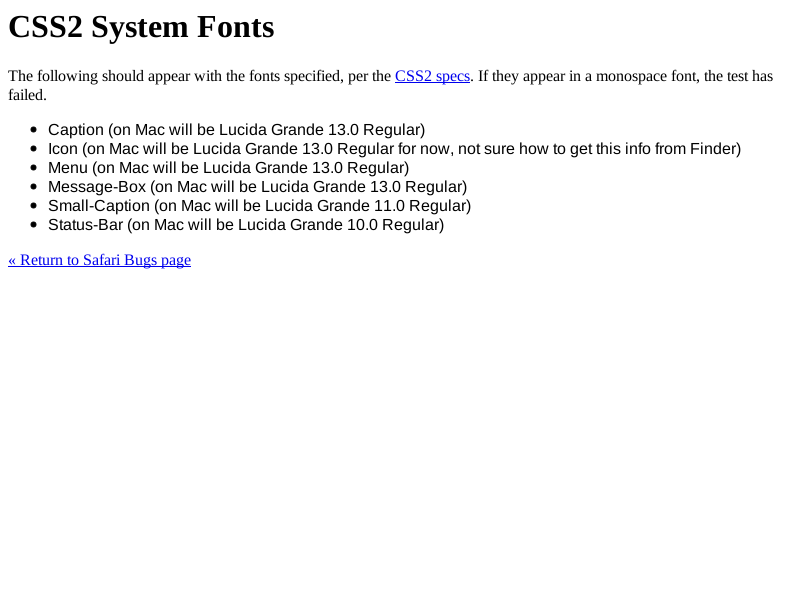 CSS2 System Fonts
The following should appear with the fonts specified, per the CSS2 specs. If they appear in a monospace font, the test has
failed.
Caption (on Mac will be Lucida Grande 13.0 Regular)
Icon (on Mac will be Lucida Grande 13.0 Regular for now, not sure how to get this info from Finder)
Menu (on Mac will be Lucida Grande 13.0 Regular)
Message-Box (on Mac will be Lucida Grande 13.0 Regular)
Small-Caption (on Mac will be Lucida Grande 11.0 Regular)
Status-Bar (on Mac will be Lucida Grande 10.0 Regular)
« Return to Safari Bugs page